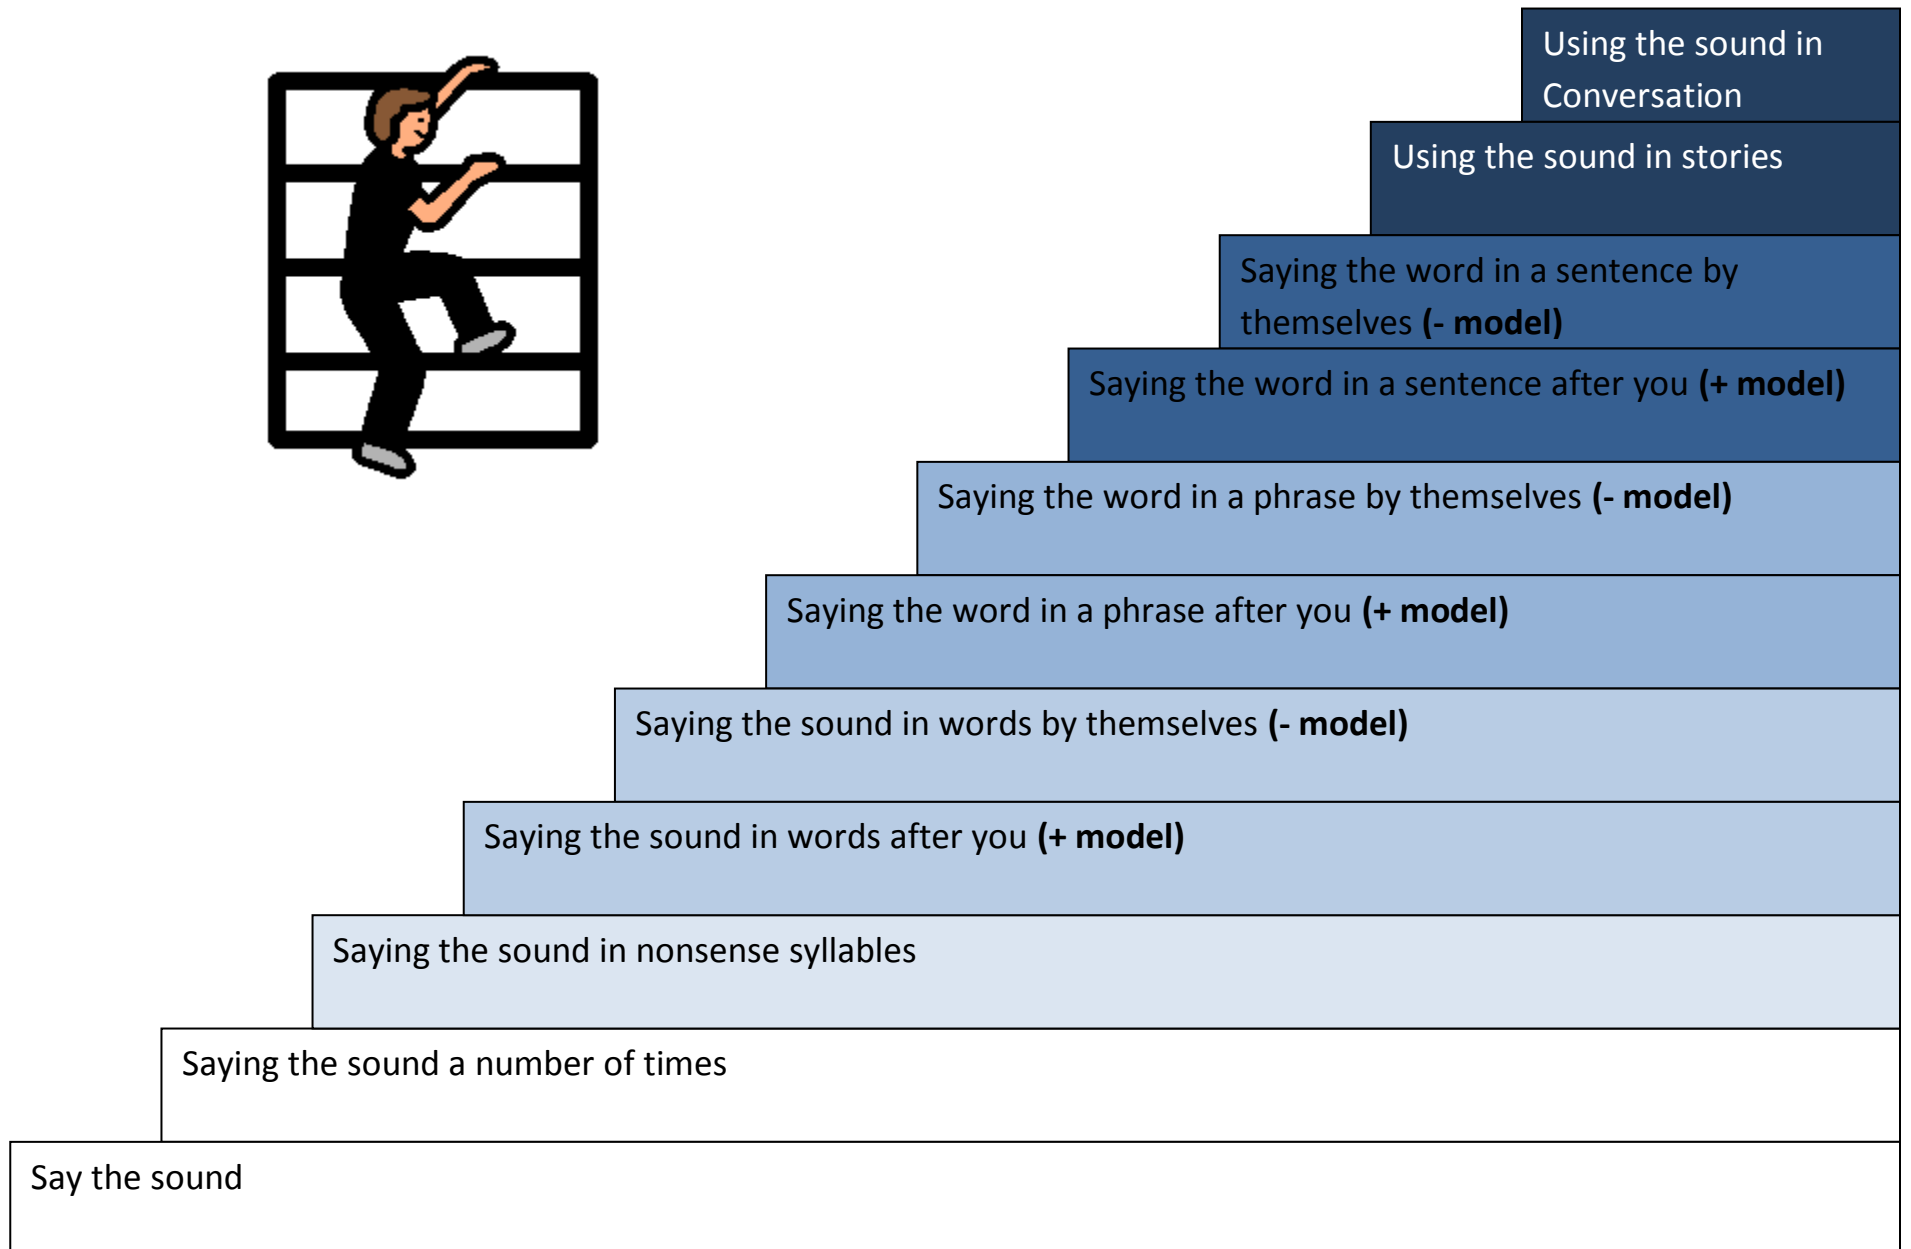 Using the sound in
Conversation
Using the sound in stories
Saying the word in a sentence by
themselves (- model)
Saying the word in a sentence after you (+ model)
Saying the word in a phrase by themselves (- model)
Saying the word in a phrase after you (+ model)
Saying the sound in words by themselves (- model)
Saying the sound in words after you (+ model)
Saying the sound in nonsense syllables
Saying the sound a number of times
Say the sound